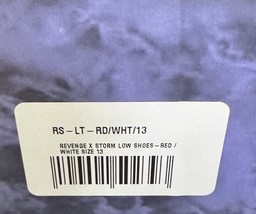 RS-LT-RD/WHT/13
REVENGE X STORM LOW SHOES-RED /
WHITE SIZE 13